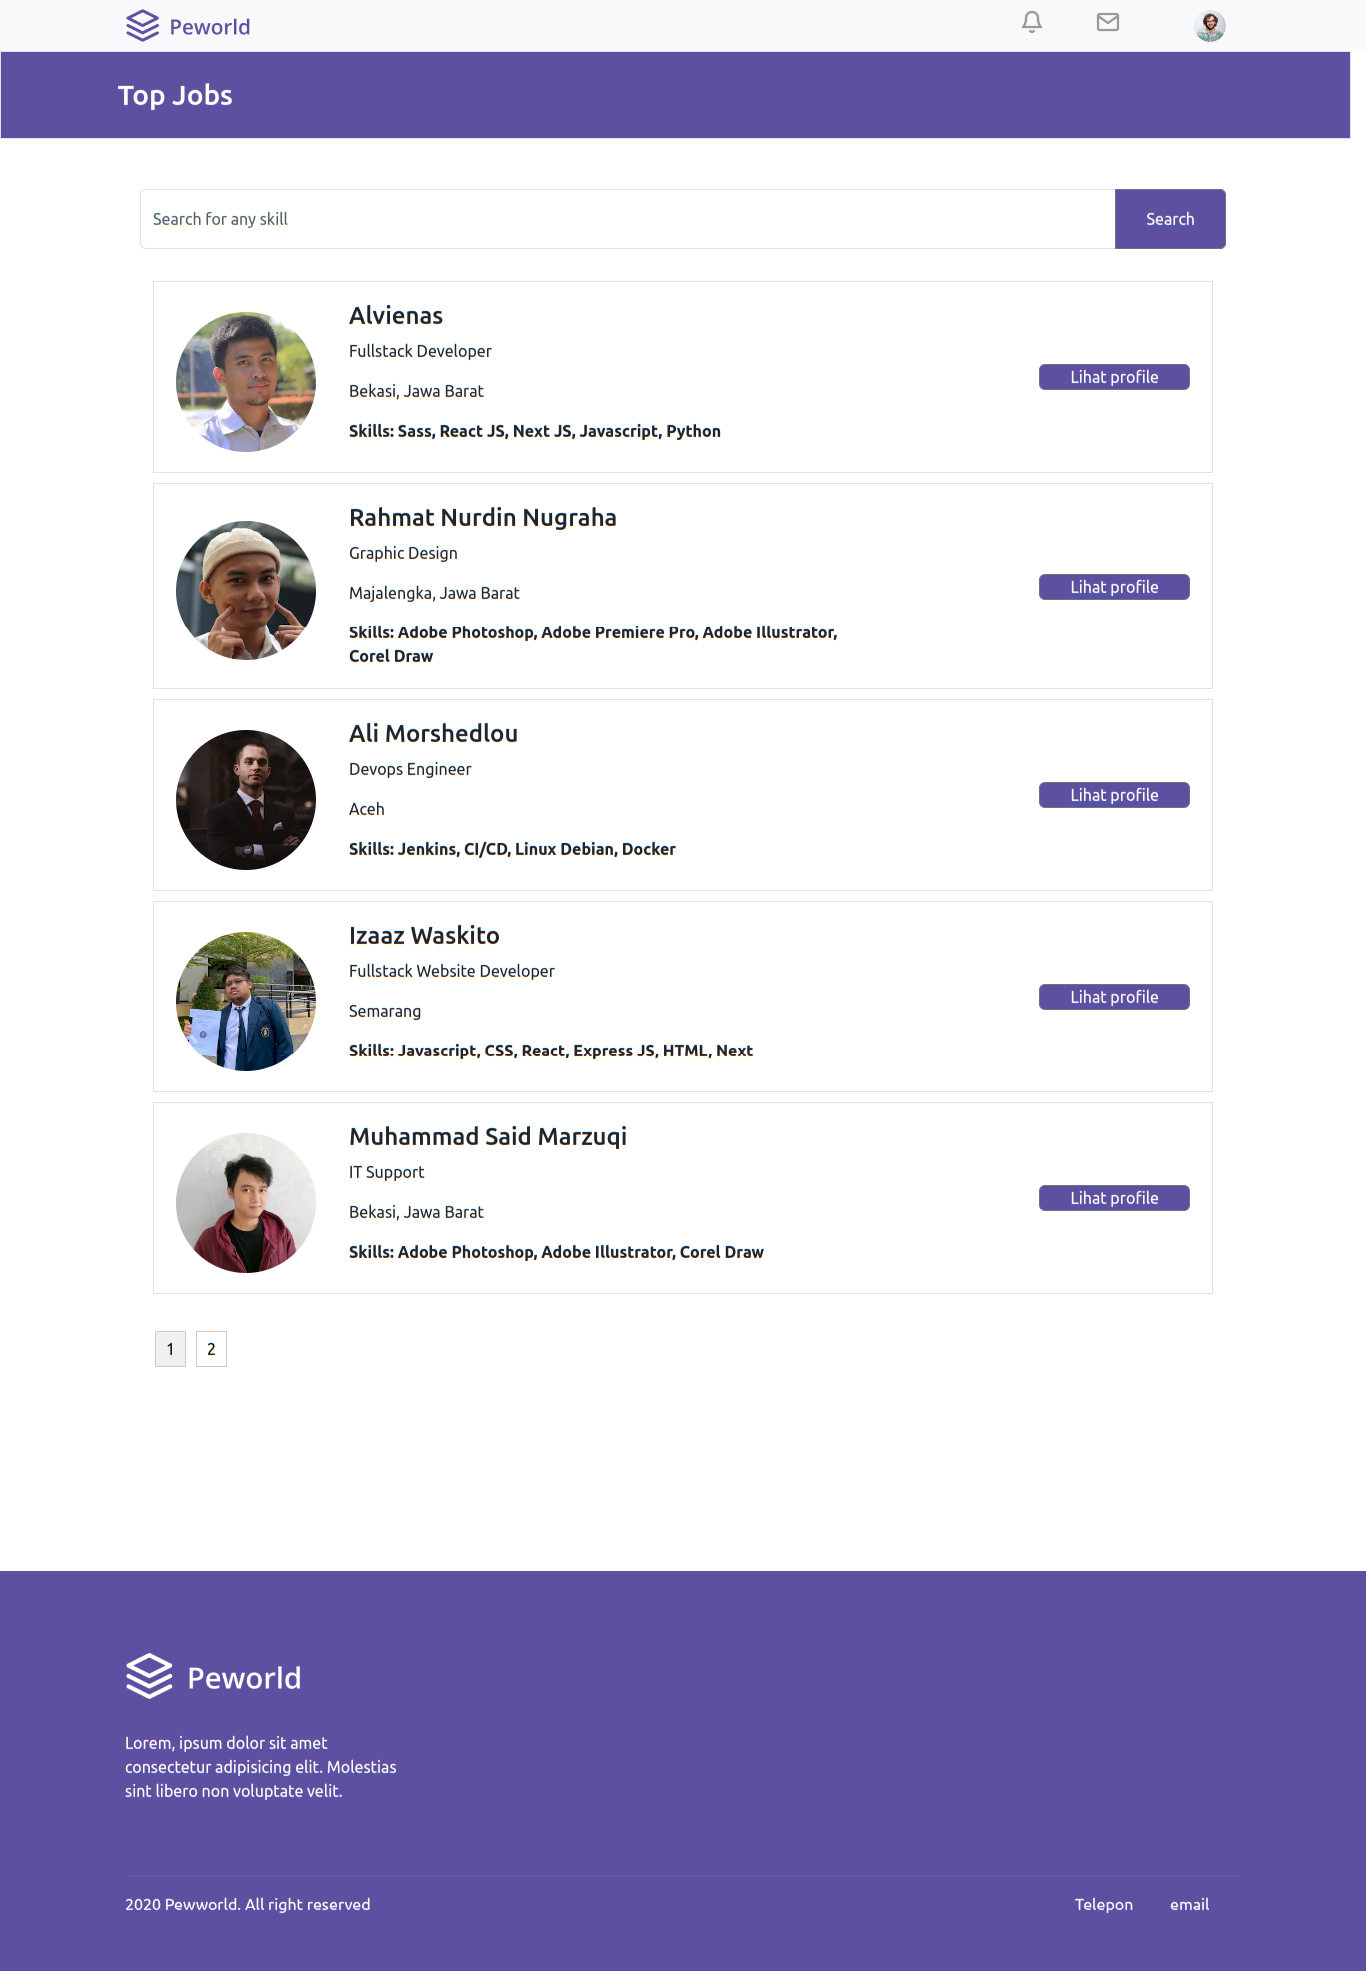 Peworld
Top Jobs
Search for any skill
Search
Alvienas
Fullstack Developer
Bekasi, Jawa Barat
Skills: Sass, React JS, Next JS, Javascript, Python
Lihat profile
Rahmat Nurdin Nugraha
Graphic Design
Majalengka, Jawa Barat
Skills: Adobe Photoshop, Adobe Premiere Pro, Adobe Illustrator,
Corel Draw
Lihat profile
Ali Morshedlou
Devops Engineer
Aceh
Skills: Jenkins, CI/CD, Linux Debian, Docker
Lihat profile
Izaaz Waskito
Fullstack Website Developer
Semarang
Skills: Javascript, CSS, React, Express JS, HTML, Next
Lihat profile
Muhammad Said Marzuqi
IT Support
Bekasi, Jawa Barat
Skills: Adobe Photoshop, Adobe Illustrator, Corel Draw
Lihat profile
1 2
Peworld
Lorem, ipsum dolor sit amet
consectetur adipisicing elit. Molestias
sint libero non voluptate velit.
2020 Pewworld. All right reserved
Telepon email